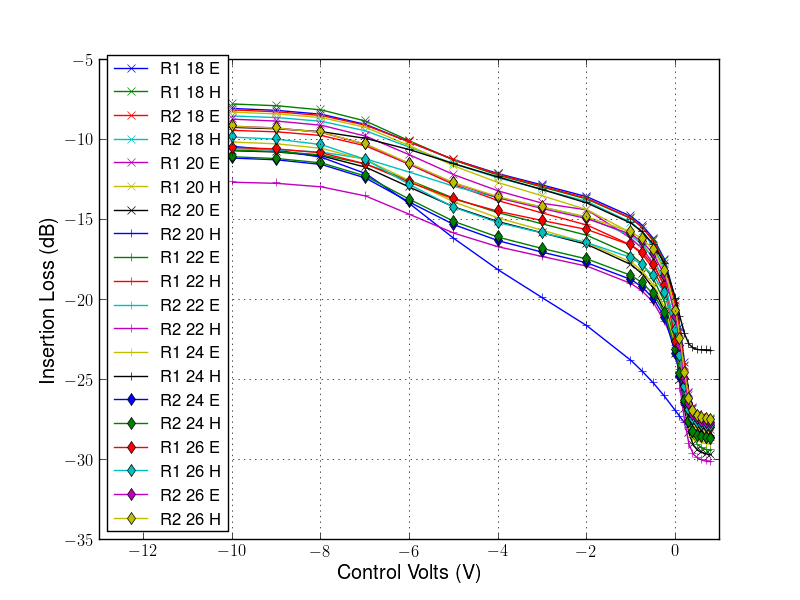 −5
−10
−15
−20
−25
−30
−35
Insertion Loss (dB)
R1 18 E
R1 18 H
R2 18 E
R2 18 H
R1 20 E
R1 20 H
R2 20 E
R2 20 H
R1 22 E
R1 22 H
R2 22 E
R2 22 H
R1 24 E
R1 24 H
R2 24 E
R2 24 H
R1 26 E
R1 26 H
R2 26 E
R2 26 H
−12 −10 −8 −6 −4 −2 0
Control Volts (V)